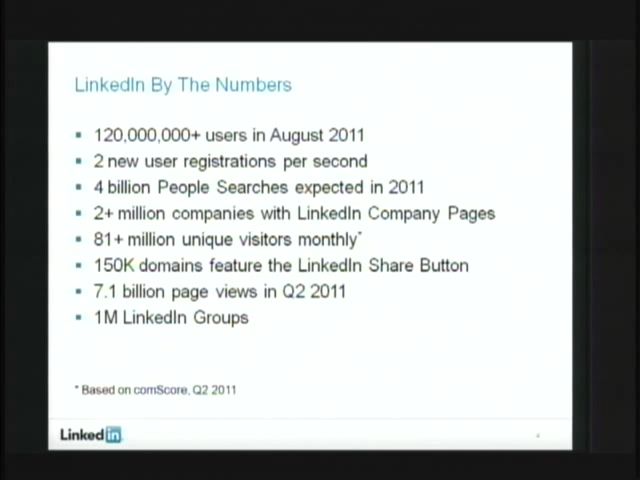 LinkedIn By The Numbers
120,000,000+ users in August 2011
2 new user registrations per second
4 billion People Searches expected in 2011
2+ million companies with LinkedIn Company Pages
81+ million unique visitors monthly*
150K domains feature the LinkedIn Share Button
7.1 billion page views in Q2 2011
1M LinkedIn Groups
* Based on comScore, Q2 2011
Linked in